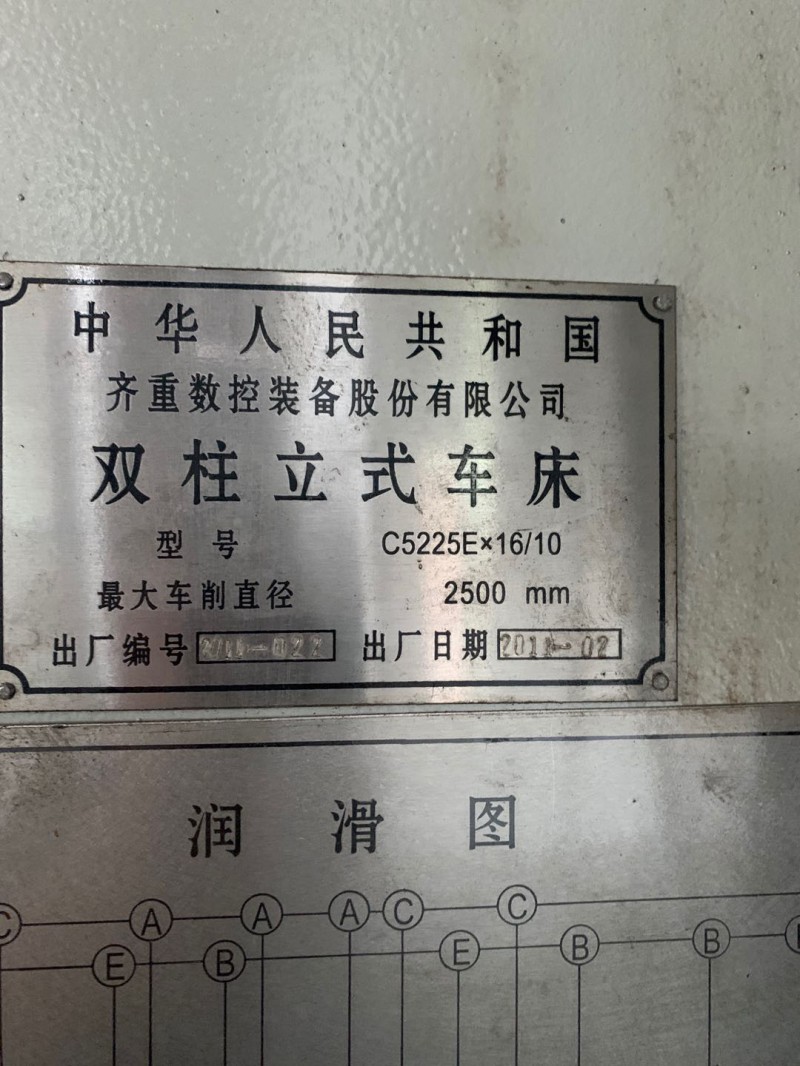 中华人民共和国
齐重数控装备股份有限公司
双柱立式车床
型号 C5225E×16/10
最大车削直径 2500 mm
出厂编号 出厂日期 2011-02
润滑图
C A A A C C
E B E B B